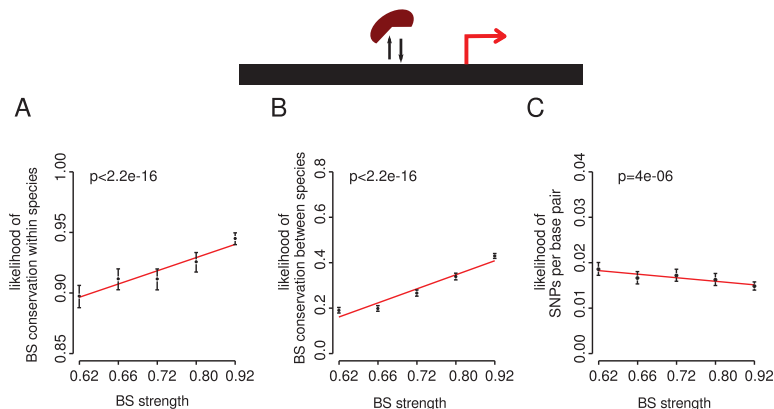 A
B
C
likelihood of
BS conservation within species
1.00
0.95
0.90
0.85
p<2.2e-16
0.62 0.66 0.72 0.80 0.92
BS strength
likelihood of
BS conservation between species
0.8
0.6
0.4
0.2
0.0
p<2.2e-16
0.62 0.66 0.72 0.80 0.92
BS strength
likelihood of
SNPs per base pair
0.04
0.03
0.02
0.01
0.00
p=4e-06
0.62 0.66 0.72 0.80 0.92
BS strength